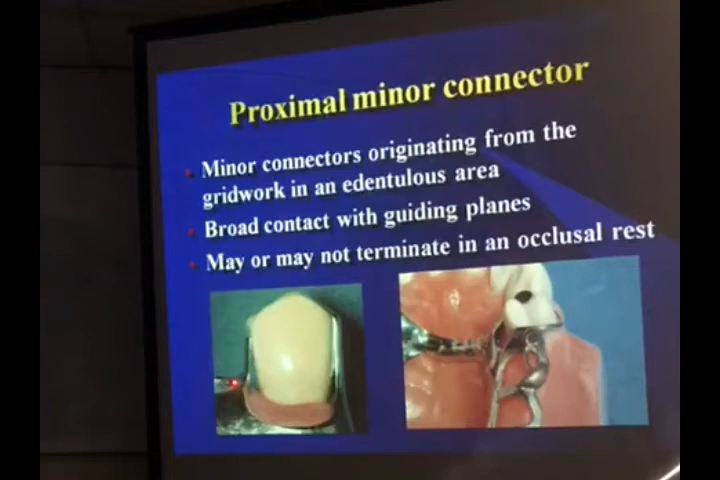 Proximal minor connector
Minor connectors originating from the
gridwork in an edentulous area
Broad contact with guiding planes
May or may not terminate in an occlusal rest